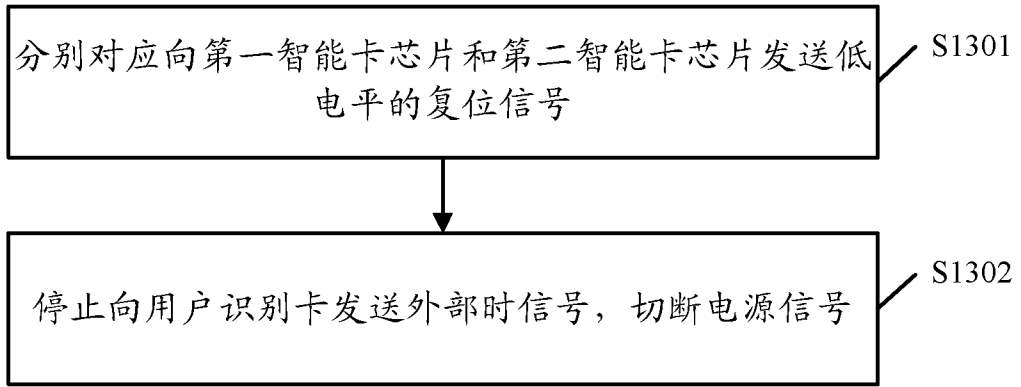 分别对应向第一智能卡芯片和第二智能卡芯片发送低
电平的复位信号
S1301
停止向用户识别卡发送外部时信号，切断电源信号
S1302